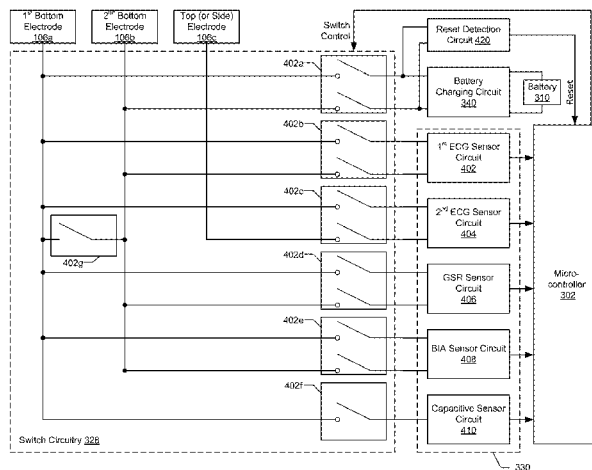 1st Bottom Electrode 106a
2nd Bottom Electrode 106b
Top (or Side) Electrode 106c
Switch Control
Reset Detection Circuit 420
402a
Battery Charging Circuit 340
Battery 310
Reset
402b
1st ECG Sensor Circuit 402
402c
2nd ECG Sensor Circuit 404
402g
402d
GSR Sensor Circuit 406
Micro-controller 302
402e
BIA Sensor Circuit 408
402f
Capacitive Sensor Circuit 410
Switch Circuitry 328
330